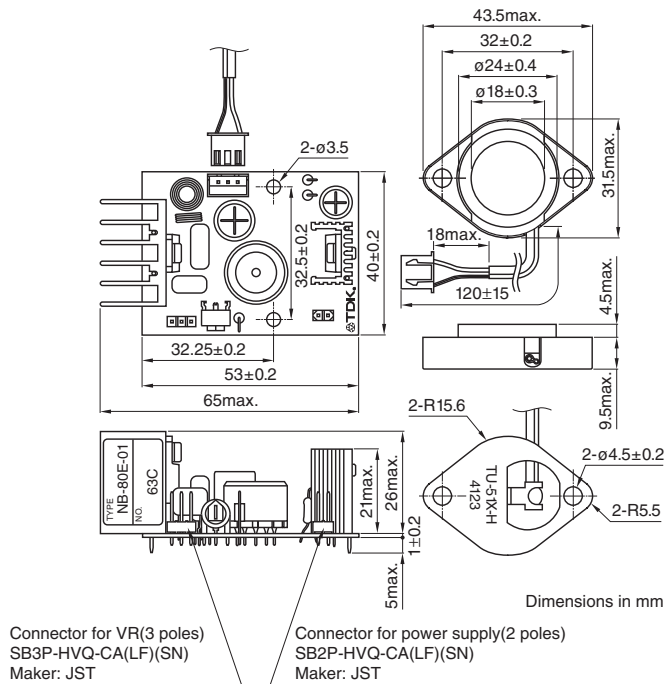 43.5max.
32±0.2
ø24±0.4
ø18±0.3
2-ø3.5
31.5max.
32.5±0.2
40±0.2
18max.
120±15
4.5max.
9.5max.
TDK
32.25±0.2
53±0.2
65max.
2-R15.6
2-ø4.5±0.2
2-R5.5
TU-51X-H
4123
TYPE
NB-80E-01
NO.
63C
21max.
26max.
1±0.2
5max.
Dimensions in mm
Connector for VR(3 poles)
SB3P-HVQ-CA(LF)(SN)
Maker: JST
Connector for power supply(2 poles)
SB2P-HVQ-CA(LF)(SN)
Maker: JST